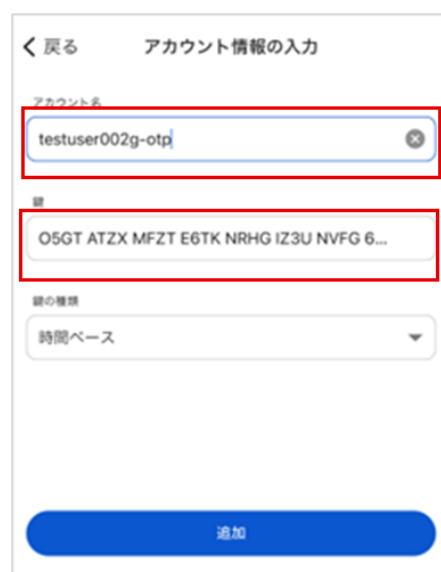 戻る アカウント情報の入力
アカウント名
testuser002g-otp
鍵
O5GT ATZX MFZT E6TK NRHG IZ3U NVFG 6...
鍵の種類
時間ベース
追加